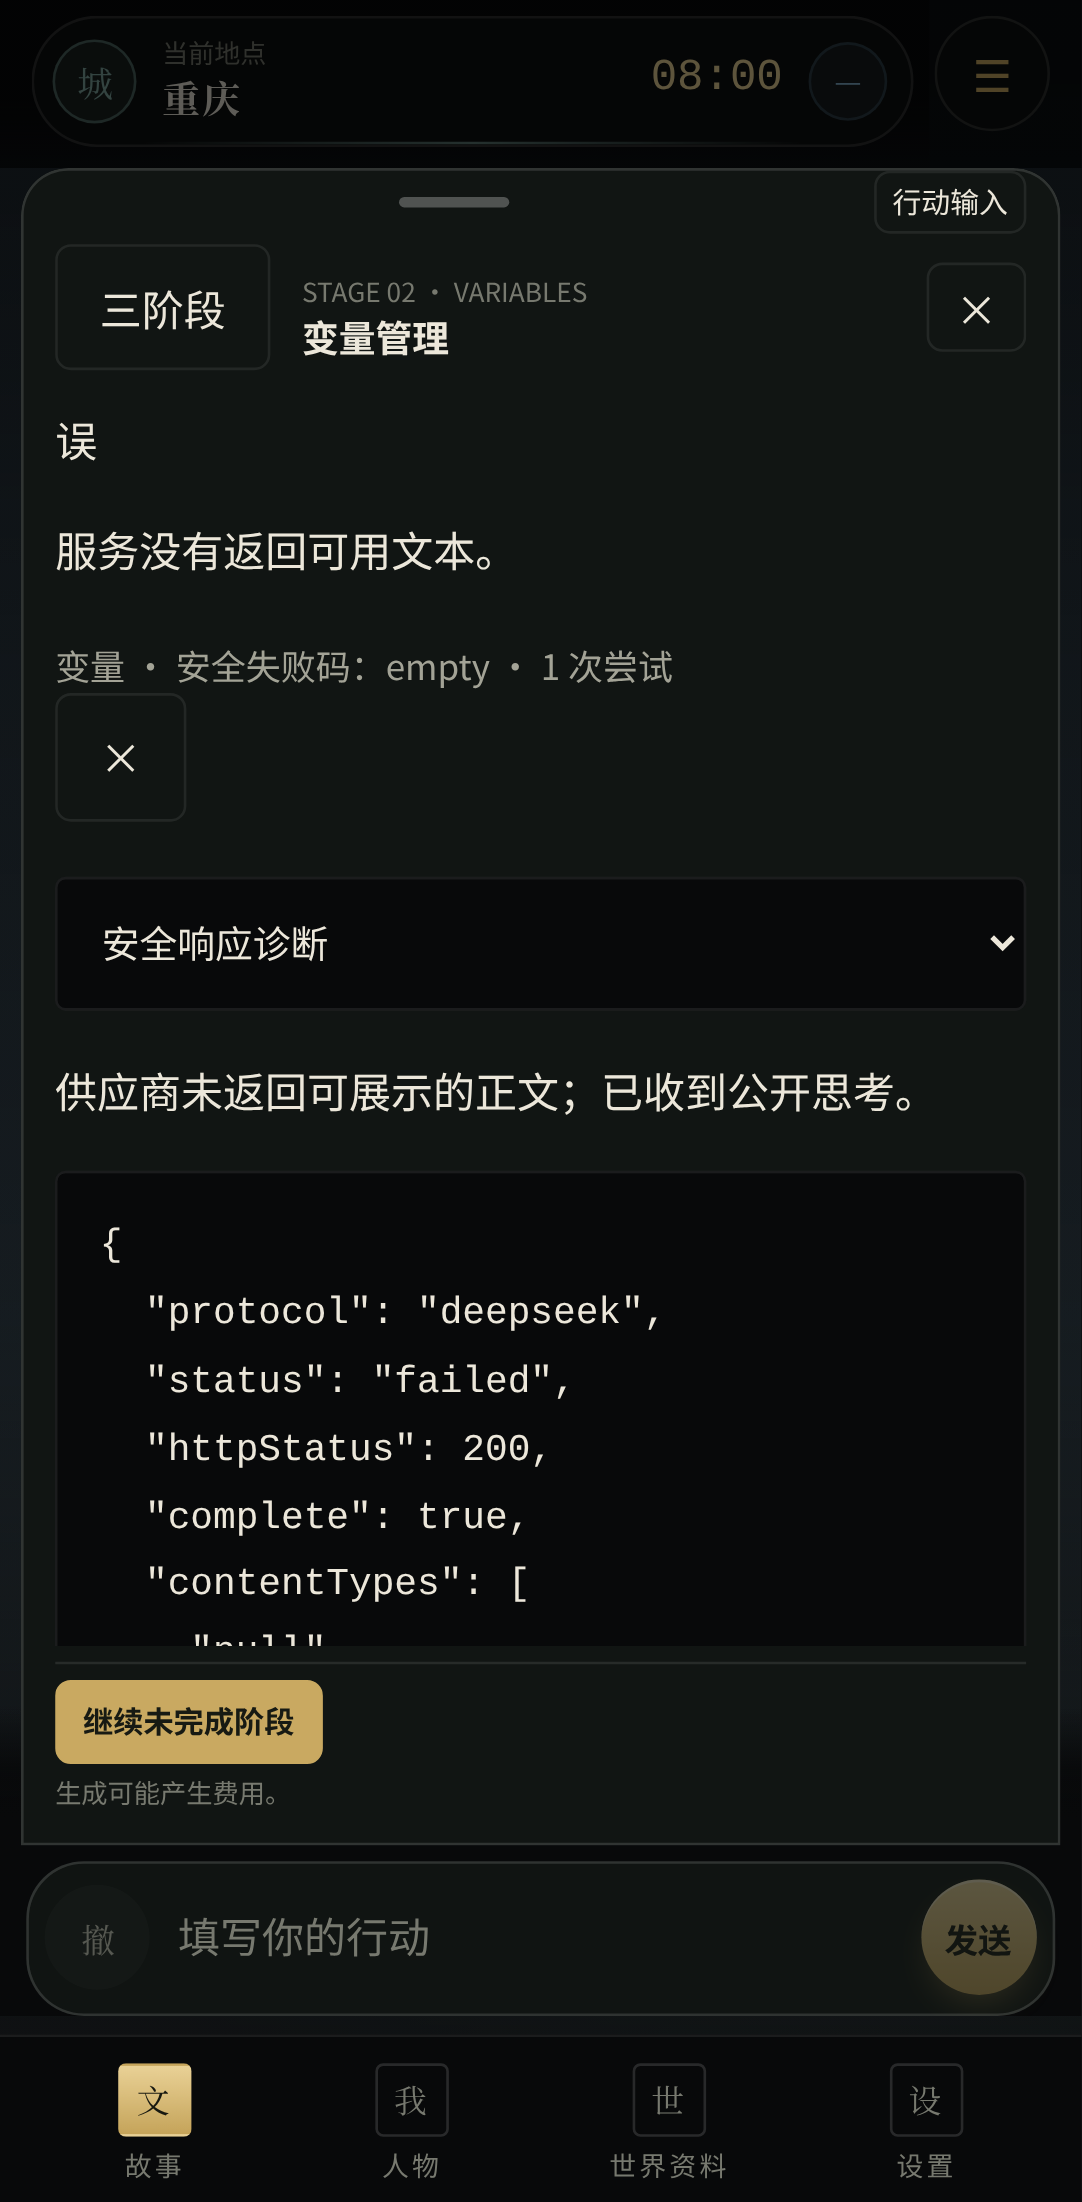 城
当前地点
重庆
08:00
—
☰
行动输入
三阶段
STAGE 02 · VARIABLES
变量管理
×
误
服务没有返回可用文本。
变量 · 安全失败码：empty · 1 次尝试
×
安全响应诊断
供应商未返回可展示的正文；已收到公开思考。
{
"protocol": "deepseek",
"status": "failed",
"httpStatus": 200,
"complete": true,
"contentTypes": [
"null"
继续未完成阶段
生成可能产生费用。
撤
填写你的行动
发送
文
故事
我
人物
世
世界资料
设
设置